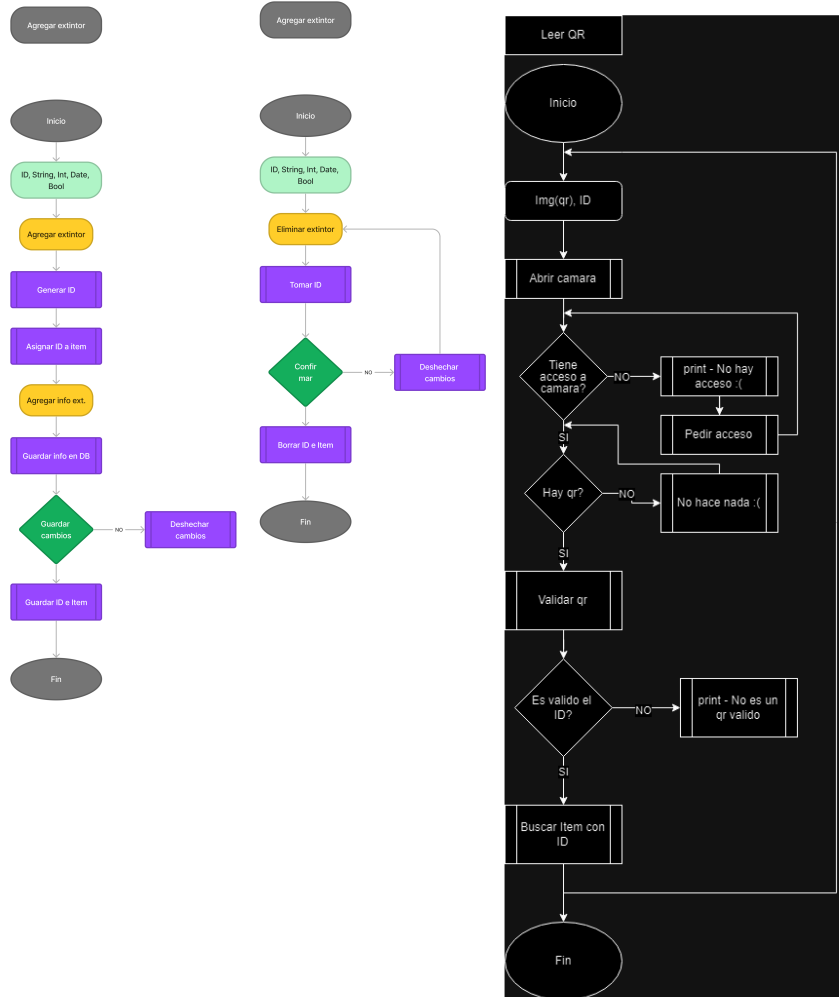 Agregar extintor
Inicio
ID, String, Int, Date,
Bool
Agregar extintor
Generar ID
Asignar ID a item
Agregar info ext.
Guardar info en DB
Guardar
cambios
NO
Deshechar
cambios
Guardar ID e Item
Fin
Agregar extintor
Inicio
ID, String, Int, Date,
Bool
Eliminar extintor
Tomar ID
Confir
mar
NO
Deshechar
cambios
Borrar ID e Item
Fin
Leer QR
Inicio
Img(qr), ID
Abrir camara
Tiene
acceso a
camara?
NO
print - No hay
acceso :(
Pedir acceso
SI
Hay qr?
NO
No hace nada :(
SI
Validar qr
Es valido el
ID?
NO
print - No es un
qr valido
SI
Buscar Item con
ID
Fin